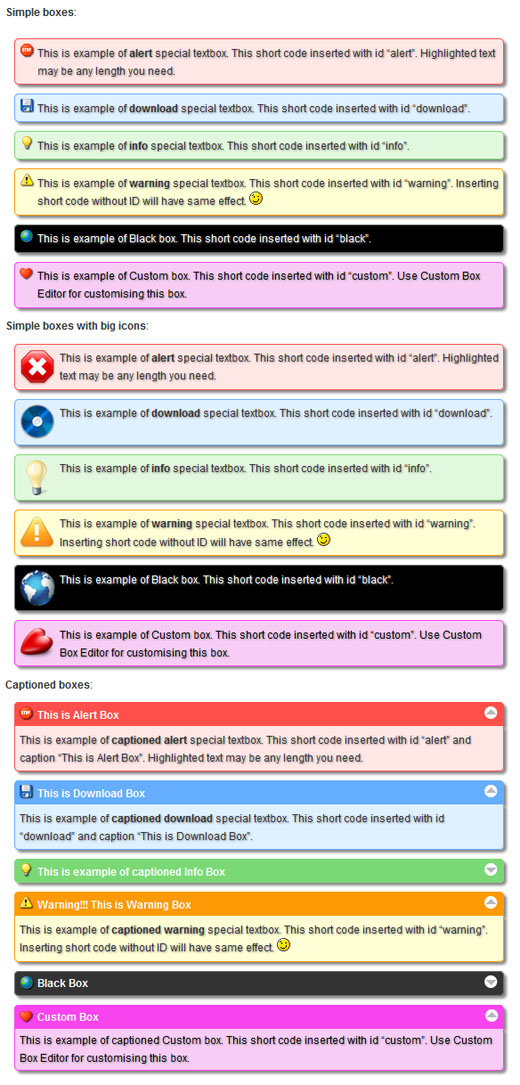 Simple boxes:
This is example of alert special textbox. This short code inserted with id “alert”. Highlighted text
may be any length you need.
This is example of download special textbox. This short code inserted with id “download”.
This is example of info special textbox. This short code inserted with id “info”.
This is example of warning special textbox. This short code inserted with id “warning”. Inserting
short code without ID will have same effect.
This is example of Black box. This short code inserted with id “black”.
This is example of Custom box. This short code inserted with id “custom”. Use Custom Box
Editor for customising this box.
Simple boxes with big icons:
This is example of alert special textbox. This short code inserted with id “alert”. Highlighted
text may be any length you need.
This is example of download special textbox. This short code inserted with id “download”.
This is example of info special textbox. This short code inserted with id “info”.
This is example of warning special textbox. This short code inserted with id “warning”.
Inserting short code without ID will have same effect.
This is example of Black box. This short code inserted with id “black”.
This is example of Custom box. This short code inserted with id “custom”. Use Custom
Box Editor for customising this box.
Captioned boxes:
This is Alert Box
This is example of captioned alert special textbox. This short code inserted with id “alert” and
caption “This is Alert Box”. Highlighted text may be any length you need.
This is Download Box
This is example of captioned download special textbox. This short code inserted with id
“download” and caption “This is Download Box”.
This is example of captioned Info Box
Warning!!! This is Warning Box
This is example of captioned warning special textbox. This short code inserted with id “warning”.
Inserting short code without ID will have same effect.
Black Box
Custom Box
This is example of captioned Custom box. This short code inserted with id “custom”. Use Custom
Box Editor for customising this box.